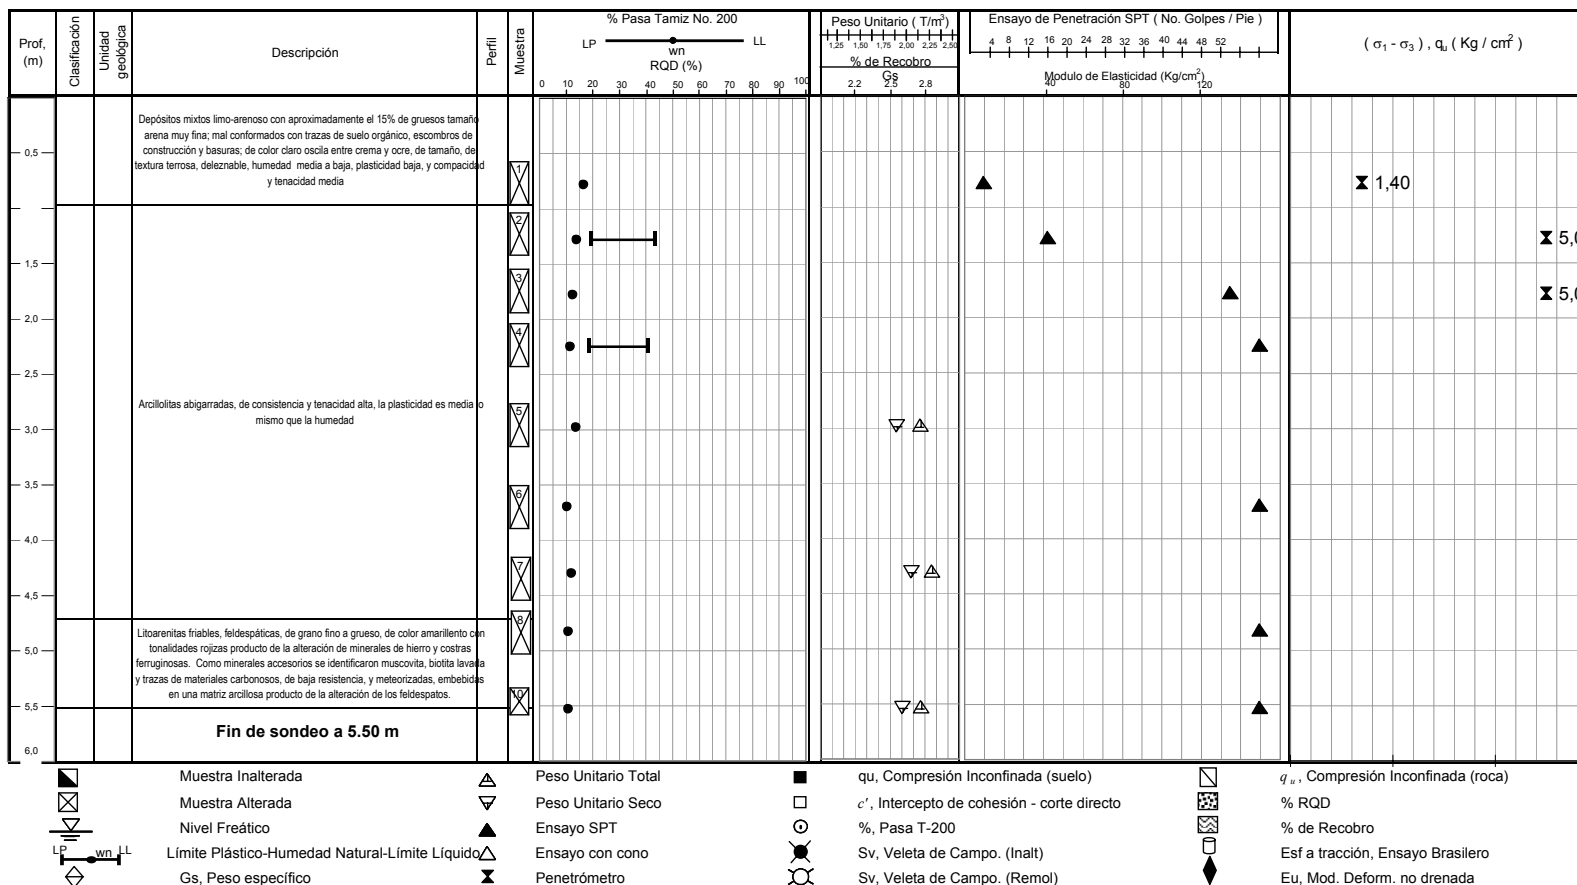 Prof,
(m)
Clasificación
Unidad
geológica
Descripción
Perfil
Muestra
% Pasa Tamiz No. 200
LP wn LL
RQD (%)
0 10 20 30 40 50 60 70 80 90 100
Peso Unitario ( T/m³)
1,25 1,50 1,75 2,00 2,25 2,50
% de Recobro
Gs
2.2 2.5 2.8
Ensayo de Penetración SPT ( No. Golpes / Pie )
4 8 12 16 20 24 28 32 36 40 44 48 52
Modulo de Elasticidad (Kg/cm²)
40 80 120
( σ₁ - σ₃ ) , qᵤ ( Kg / cm² )
Depósitos mixtos limo-arenoso con aproximadamente el 15% de gruesos tamaño
arena muy fina; mal conformados con trazas de suelo orgánico, escombros de
construcción y basuras; de color claro oscila entre crema y ocre, de tamaño, de
textura terrosa, deleznable, humedad media a baja, plasticidad baja, y compacidad
y tenacidad media
0,5
1
1,40
2
5,0
1,5
3
5,0
2,0
4
2,5
Arcillolitas abigarradas, de consistencia y tenacidad alta, la plasticidad es media lo
mismo que la humedad
5
3,0
3,5
6
4,0
7
4,5
8
Litoarenitas friables, feldespáticas, de grano fino a grueso, de color amarillento con
tonalidades rojizas producto de la alteración de minerales de hierro y costras
ferruginosas. Como minerales accesorios se identificaron muscovita, biotita lavada
y trazas de materiales carbonosos, de baja resistencia, y meteorizadas, embebidas
en una matriz arcillosa producto de la alteración de los feldespatos.
5,0
10
5,5
Fin de sondeo a 5.50 m
6,0
Muestra Inalterada
Peso Unitario Total
qu, Compresión Inconfinada (suelo)
q u , Compresión Inconfinada (roca)
Muestra Alterada
Peso Unitario Seco
c', Intercepto de cohesión - corte directo
% RQD
Nivel Freático
Ensayo SPT
%, Pasa T-200
% de Recobro
LP wn LL
Límite Plástico-Humedad Natural-Límite Líquido
Ensayo con cono
Sv, Veleta de Campo. (Inalt)
Esf a tracción, Ensayo Brasilero
Gs, Peso específico
Penetrómetro
Sv, Veleta de Campo. (Remol)
Eu, Mod. Deform. no drenada